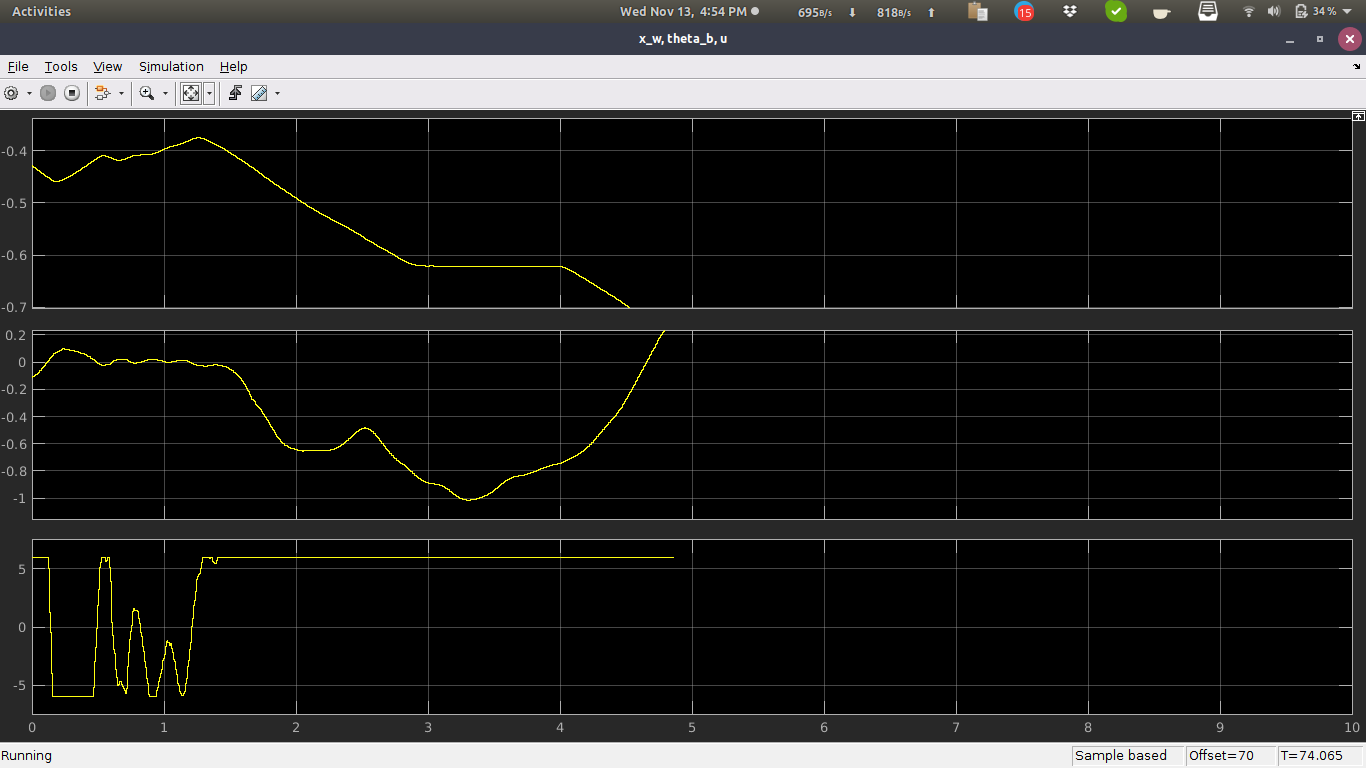 Activities Wed Nov 13, 4:54 PM 695B/s 818B/s 15 34 %
x_w, theta_b, u
File Tools View Simulation Help
-0.4
-0.5
-0.6
-0.7
0.2
0
-0.2
-0.4
-0.6
-0.8
-1
5
0
-5
0 1 2 3 4 5 6 7 8 9 10
Running Sample based Offset=70 T=74.065